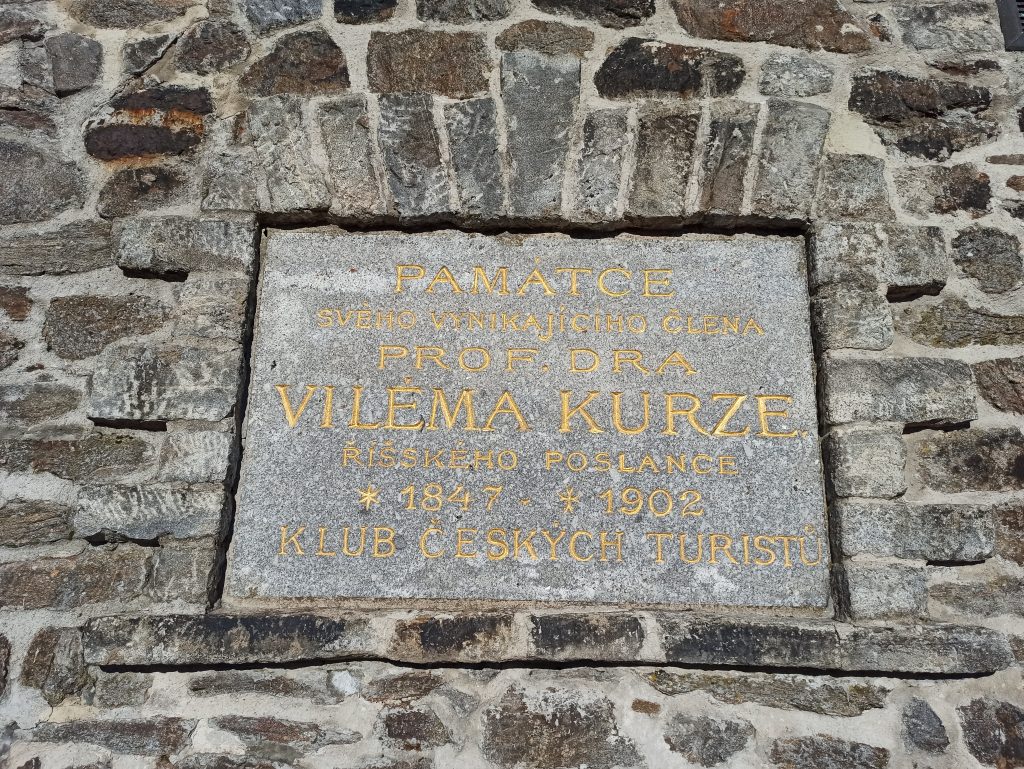 PAMÁTCE
SVÉHO VYNIKAJÍCÍHO ČLENA
PROF. DRA
VILÉMA KURZE.
ŘÍŠSKÉHO POSLANCE
* 1847 - * 1902
KLUB ČESKÝCH TURISTŮ